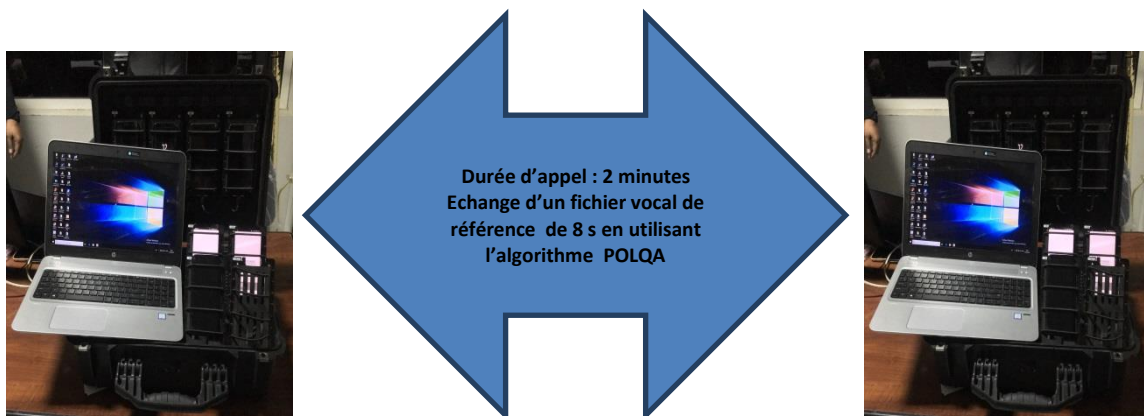 Durée d’appel : 2 minutes
Echange d’un fichier vocal de
référence de 8 s en utilisant
l’algorithme POLQA